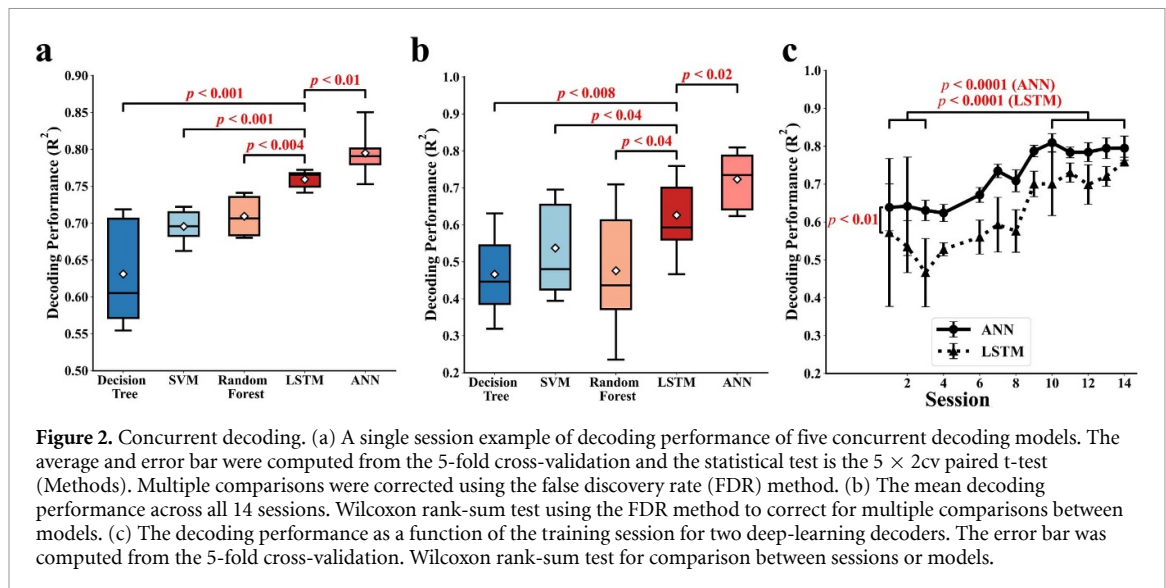 a
b
c
0.90
0.85
0.80
0.75
0.70
0.65
0.60
0.55
0.50
Decoding Performance (R²)
p < 0.001
p < 0.01
p < 0.001
p < 0.004
Decision Tree
SVM
Random Forest
LSTM
ANN
1.0
0.9
0.8
0.7
0.6
0.5
0.4
0.3
0.2
Decoding Performance (R²)
p < 0.008
p < 0.02
p < 0.04
p < 0.04
Decision Tree
SVM
Random Forest
LSTM
ANN
1.0
0.9
0.8
0.7
0.6
0.5
0.4
0.3
0.2
Decoding Performance (R²)
p < 0.0001 (ANN)
p < 0.0001 (LSTM)
p < 0.01
ANN
LSTM
2 4 6 8 10 12 14
Session
Figure 2. Concurrent decoding. (a) A single session example of decoding performance of five concurrent decoding models. The
average and error bar were computed from the 5-fold cross-validation and the statistical test is the 5 × 2cv paired t-test
(Methods). Multiple comparisons were corrected using the false discovery rate (FDR) method. (b) The mean decoding
performance across all 14 sessions. Wilcoxon rank-sum test using the FDR method to correct for multiple comparisons between
models. (c) The decoding performance as a function of the training session for two deep-learning decoders. The error bar was
computed from the 5-fold cross-validation. Wilcoxon rank-sum test for comparison between sessions or models.